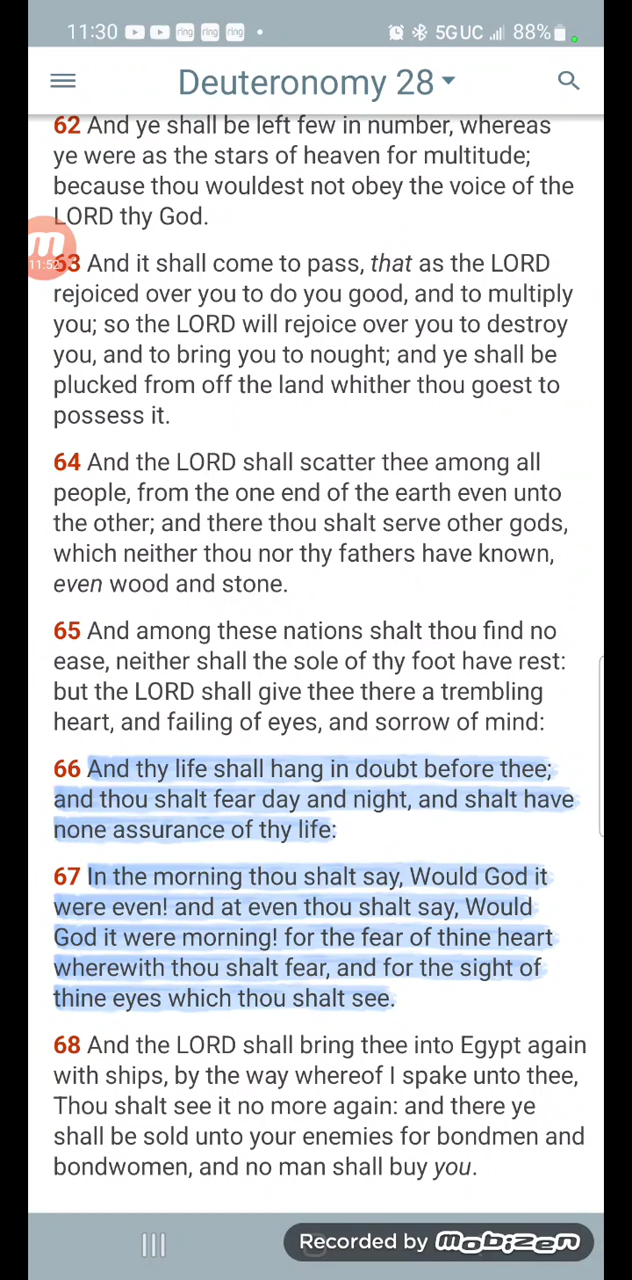 11:30 ring ring ring 5GUC 88%
Deuteronomy 28
62 And ye shall be left few in number, whereas
ye were as the stars of heaven for multitude;
because thou wouldest not obey the voice of the
LORD thy God.
11:52
63 And it shall come to pass, that as the LORD
rejoiced over you to do you good, and to multiply
you; so the LORD will rejoice over you to destroy
you, and to bring you to nought; and ye shall be
plucked from off the land whither thou goest to
possess it.
64 And the LORD shall scatter thee among all
people, from the one end of the earth even unto
the other; and there thou shalt serve other gods,
which neither thou nor thy fathers have known,
even wood and stone.
65 And among these nations shalt thou find no
ease, neither shall the sole of thy foot have rest:
but the LORD shall give thee there a trembling
heart, and failing of eyes, and sorrow of mind:
66 And thy life shall hang in doubt before thee;
and thou shalt fear day and night, and shalt have
none assurance of thy life:
67 In the morning thou shalt say, Would God it
were even! and at even thou shalt say, Would
God it were morning! for the fear of thine heart
wherewith thou shalt fear, and for the sight of
thine eyes which thou shalt see.
68 And the LORD shall bring thee into Egypt again
with ships, by the way whereof I spake unto thee,
Thou shalt see it no more again: and there ye
shall be sold unto your enemies for bondmen and
bondwomen, and no man shall buy you.
Recorded by mobizen